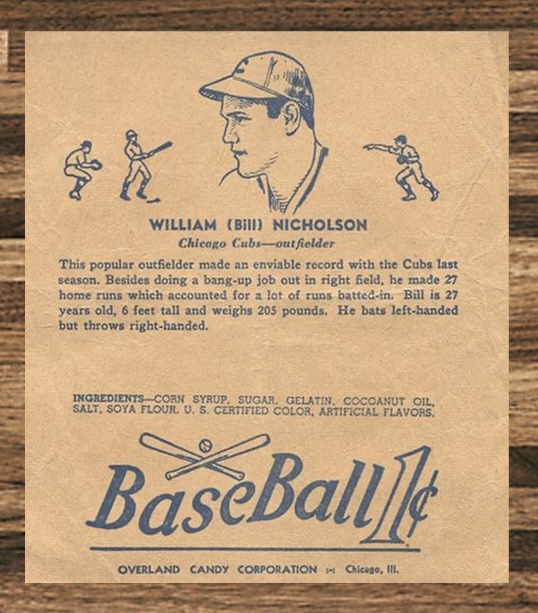 C
WILLIAM (Bill) NICHOLSON
Chicago Cubs—outfielder
This popular outfielder made an enviable record with the Cubs last
season. Besides doing a bang-up job out in right field, he made 27
home runs which accounted for a lot of runs batted-in. Bill is 27
years old, 6 feet tall and weighs 205 pounds. He bats left-handed
but throws right-handed.
INGREDIENTS—CORN SYRUP, SUGAR, GELATIN, COCOANUT OIL,
SALT, SOYA FLOUR, U. S. CERTIFIED COLOR, ARTIFICIAL FLAVORS.
BaseBall 1¢
OVERLAND CANDY CORPORATION :-: Chicago, Ill.